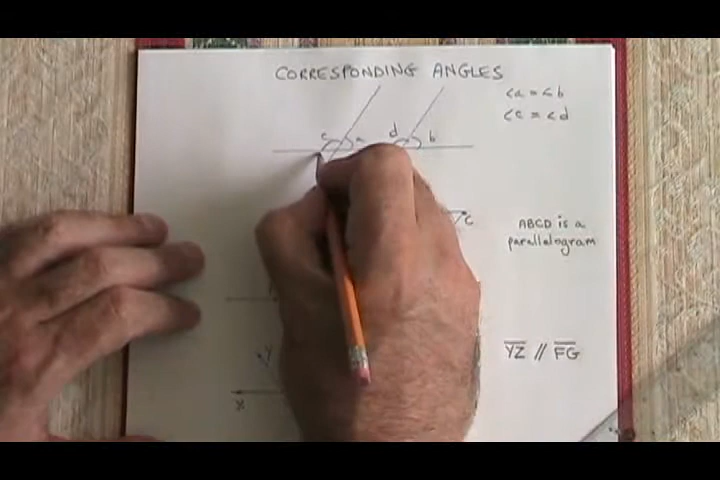 CORRESPONDING ANGLES
<a = <b
<c = <d
c a d b
C
ABCD is a
parallelogram
Y
YZ // FG
X